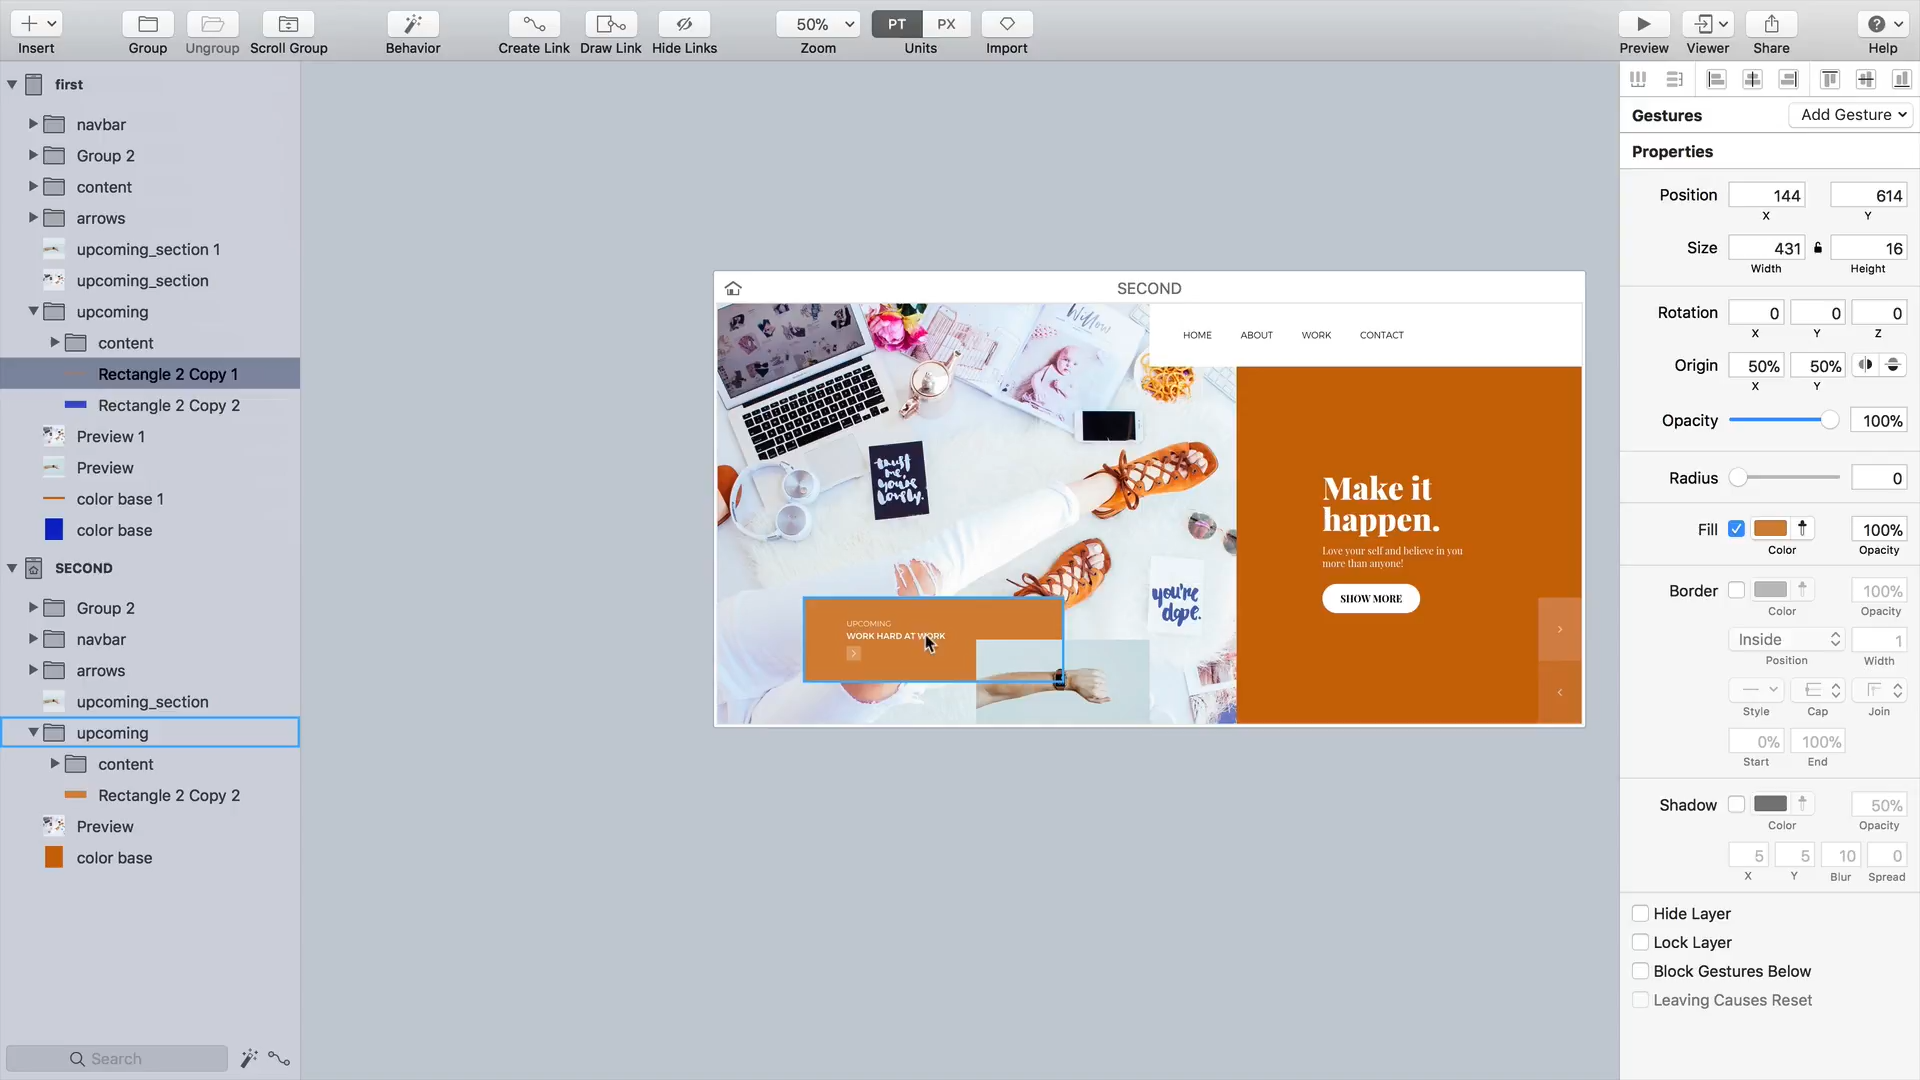 Insert
Group
Ungroup
Scroll Group
Behavior
Create Link
Draw Link
Hide Links
50%
Zoom
PT PX
Units
Import
Preview
Viewer
Share
Help
first
navbar
Group 2
content
arrows
upcoming_section 1
upcoming_section
upcoming
content
Rectangle 2 Copy 1
Rectangle 2 Copy 2
Preview 1
Preview
color base 1
color base
SECOND
Group 2
navbar
arrows
upcoming_section
upcoming
content
Rectangle 2 Copy 2
Preview
color base
Search
SECOND
HOME ABOUT WORK CONTACT
Willow
trust
me,
you're
lovely.
you're
dope.
Make it
happen.
Love your self and believe in you
more than anyone!
SHOW MORE
UPCOMING
WORK HARD AT WORK
Gestures
Add Gesture
Properties
Position 144 614
X Y
Size 431 16
Width Height
Rotation 0 0 0
X Y Z
Origin 50% 50%
X Y
Opacity 100%
Radius 0
Fill 100%
Color Opacity
Border 100%
Color Opacity
Inside 1
Position Width
Style Cap Join
0% 100%
Start End
Shadow 50%
Color Opacity
5 5 10 0
X Y Blur Spread
Hide Layer
Lock Layer
Block Gestures Below
Leaving Causes Reset